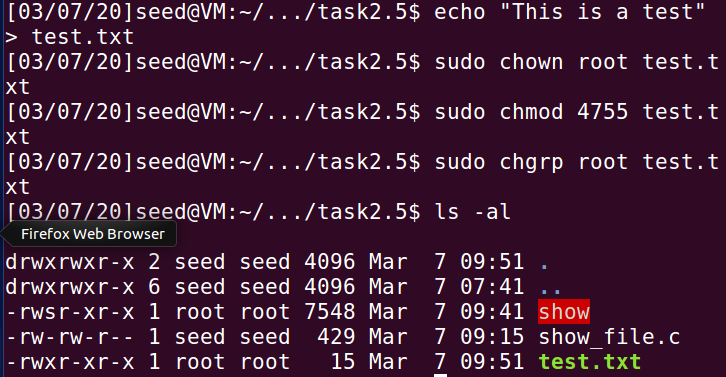 [03/07/20]seed@VM:~/.../task2.5$ echo "This is a test"
> test.txt
[03/07/20]seed@VM:~/.../task2.5$ sudo chown root test.t
xt
[03/07/20]seed@VM:~/.../task2.5$ sudo chmod 4755 test.t
xt
[03/07/20]seed@VM:~/.../task2.5$ sudo chgrp root test.t
xt
[03/07/20]seed@VM:~/.../task2.5$ ls -al
Firefox Web Browser
drwxrwxr-x 2 seed seed 4096 Mar  7 09:51 .
drwxrwxr-x 6 seed seed 4096 Mar  7 07:41 ..
-rwsr-xr-x 1 root root 7548 Mar  7 09:41 show
-rw-rw-r-- 1 seed seed  429 Mar  7 09:15 show_file.c
-rwxr-xr-x 1 root root   15 Mar  7 09:51 test.txt